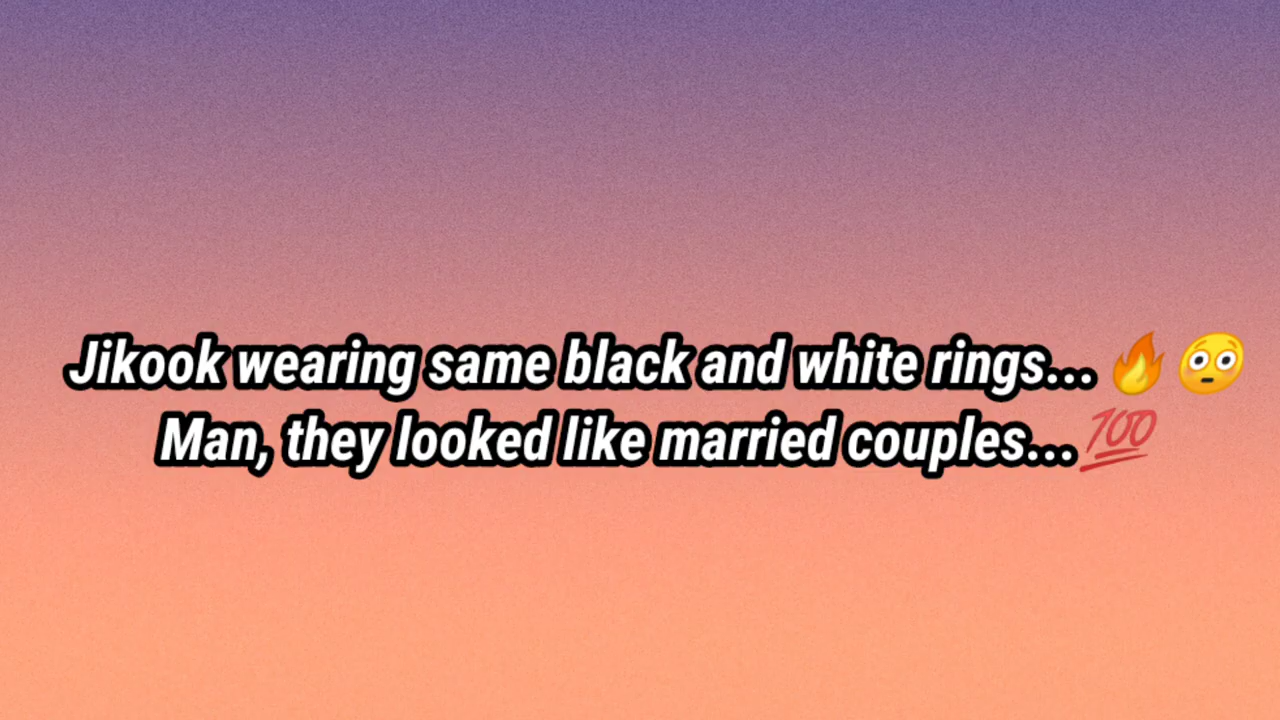 Jikook wearing same black and white rings... 🔥😳
Man, they looked like married couples... 💯